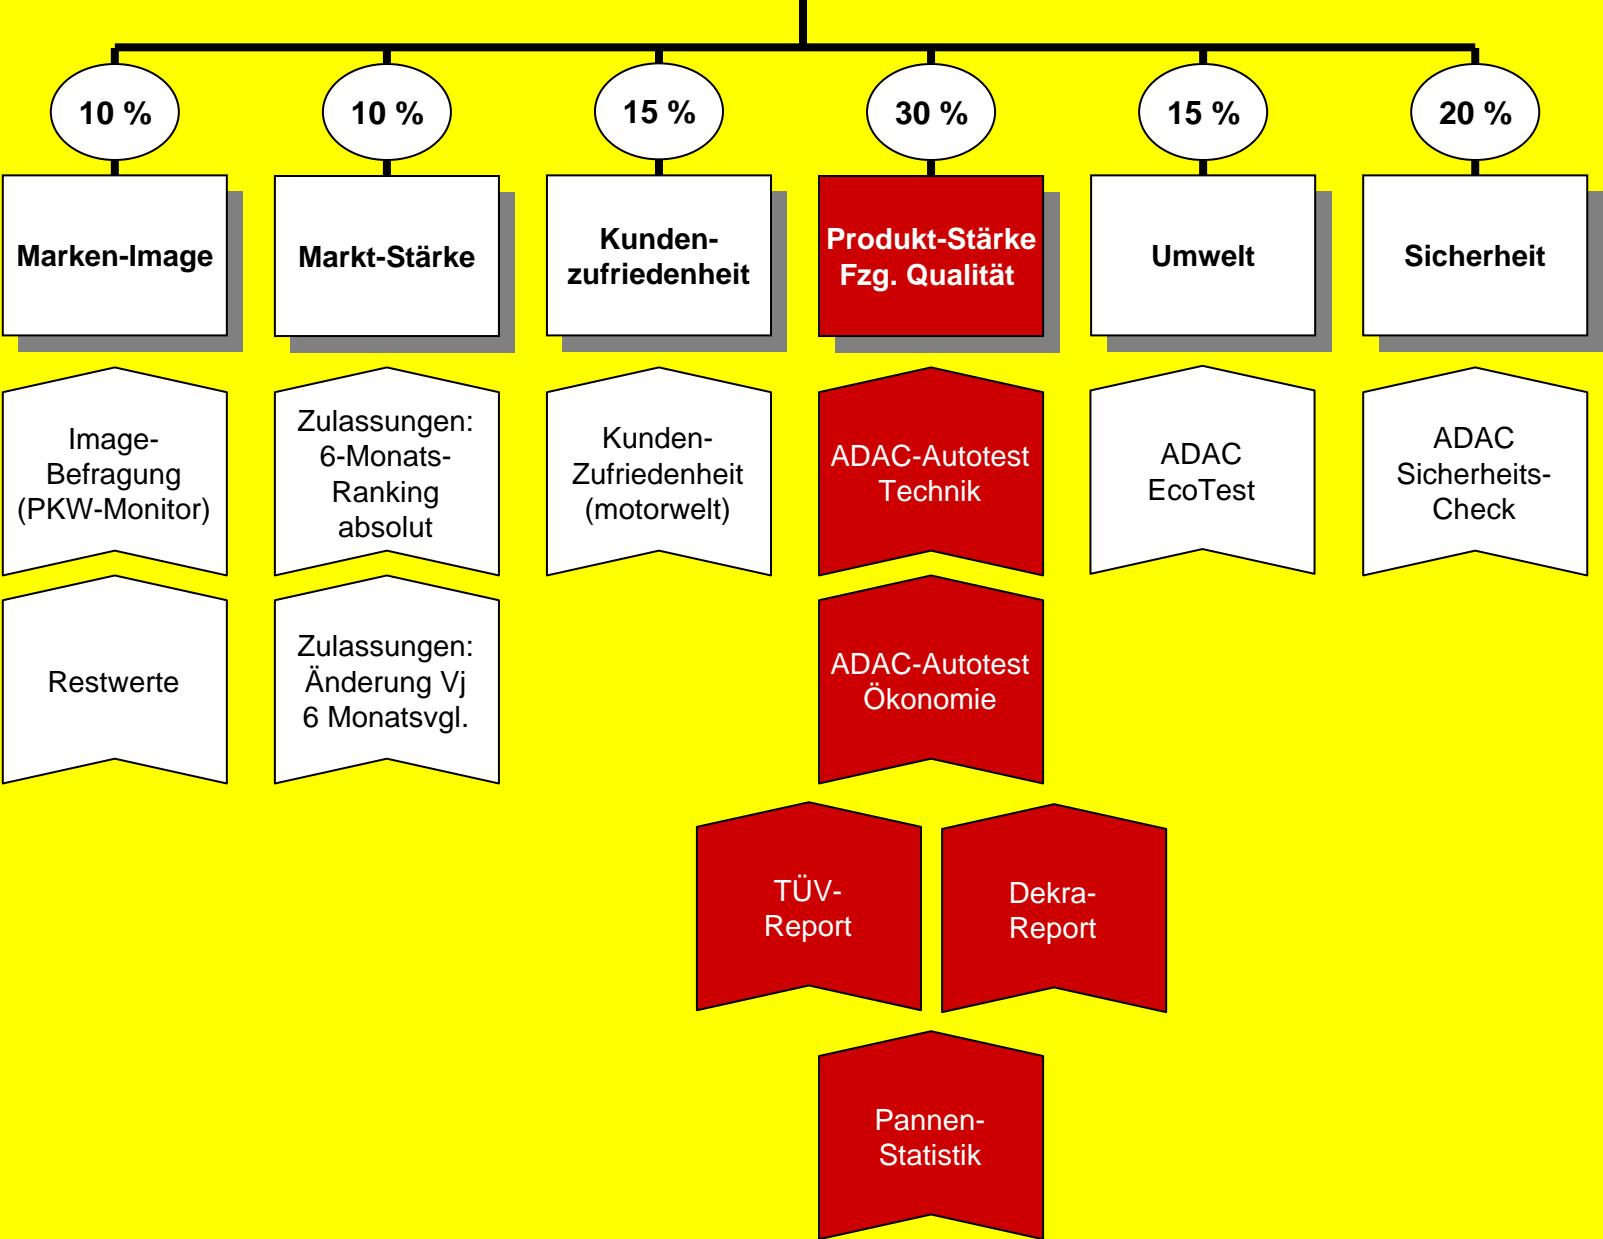 10 %
10 %
15 %
30 %
15 %
20 %
Marken-Image
Markt-Stärke
Kunden-
zufriedenheit
Produkt-Stärke
Fzg. Qualität
Umwelt
Sicherheit
Image-
Befragung
(PKW-Monitor)
Zulassungen:
6-Monats-
Ranking
absolut
Kunden-
Zufriedenheit
(motorwelt)
ADAC-Autotest
Technik
ADAC
EcoTest
ADAC
Sicherheits-
Check
Restwerte
Zulassungen:
Änderung Vj
6 Monatsvgl.
ADAC-Autotest
Ökonomie
TÜV-
Report
Dekra-
Report
Pannen-
Statistik